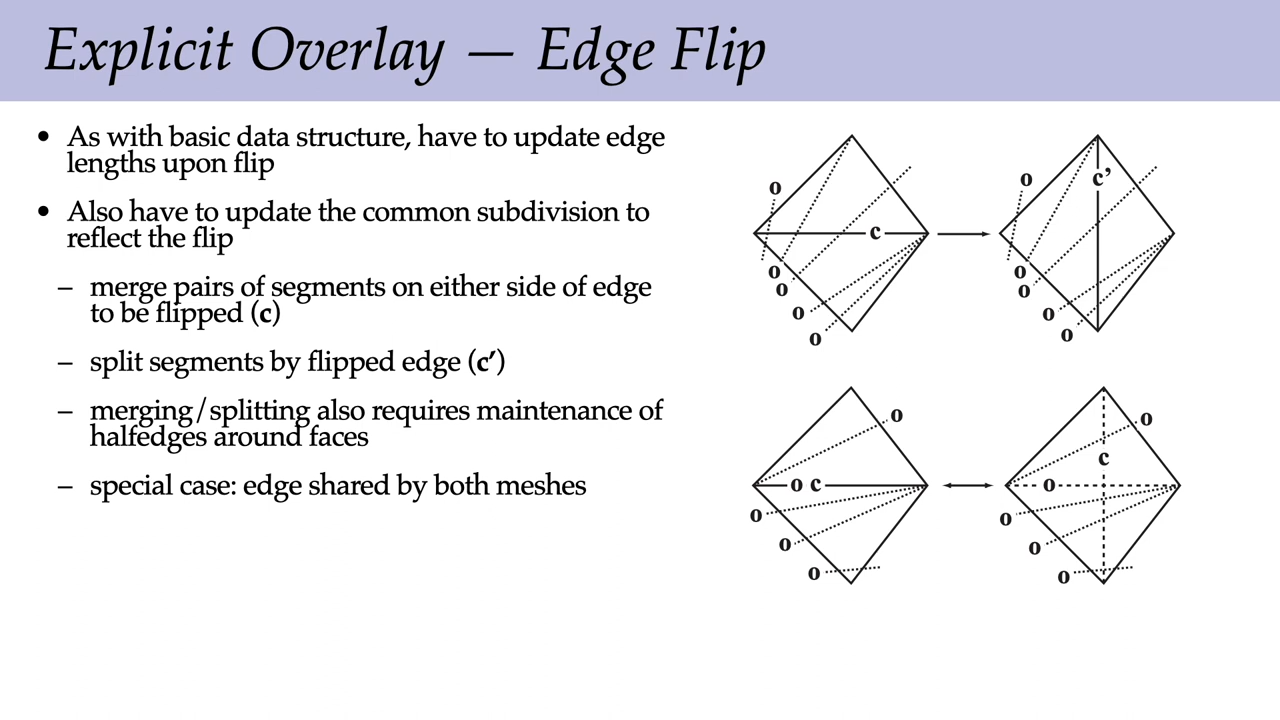 Explicit Overlay — Edge Flip
• As with basic data structure, have to update edge
lengths upon flip
• Also have to update the common subdivision to
reflect the flip
– merge pairs of segments on either side of edge
to be flipped (c)
– split segments by flipped edge (c’)
– merging/splitting also requires maintenance of
halfedges around faces
– special case: edge shared by both meshes
o
c
o
o
o
o
o
c’
o
o
o
o
o
o c
o
o
o
o
c
o
o
o
o